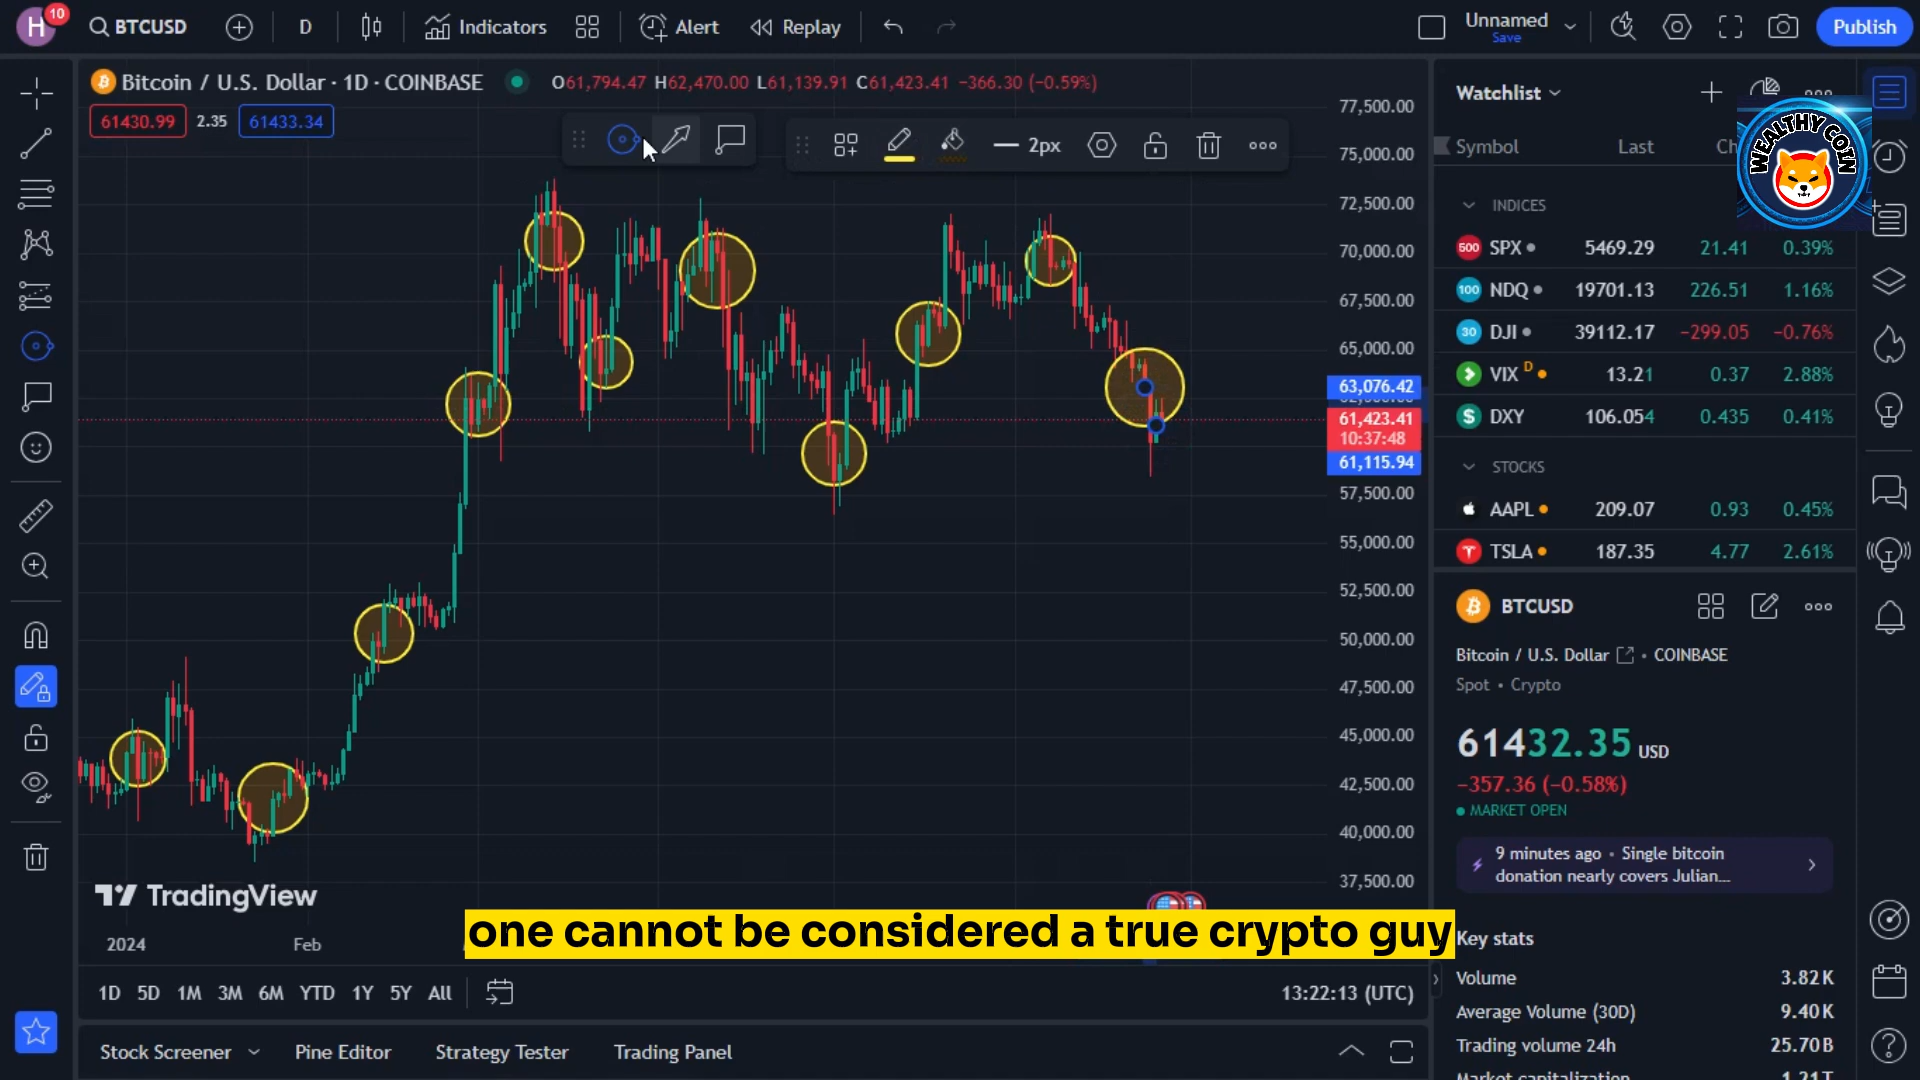 H
10
BTCUSD
D
Indicators
Alert
Replay
Unnamed
Save
Publish
Bitcoin / U.S. Dollar · 1D · COINBASE
O61,794.47 H62,470.00 L61,139.91 C61,423.41 −366.30 (−0.59%)
61430.99
2.35
61433.34
2px
77,500.00
75,000.00
72,500.00
70,000.00
67,500.00
65,000.00
63,076.42
61,423.41
10:37:48
61,115.94
57,500.00
55,000.00
52,500.00
50,000.00
47,500.00
45,000.00
42,500.00
40,000.00
37,500.00
TradingView
2024
Feb
one cannot be considered a true crypto guy
1D 5D 1M 3M 6M YTD 1Y 5Y All
13:22:13 (UTC)
Stock Screener
Pine Editor
Strategy Tester
Trading Panel
Watchlist
WEALTHY COIN
Symbol Last Ch
INDICES
500 SPX 5469.29 21.41 0.39%
100 NDQ 19701.13 226.51 1.16%
30 DJI 39112.17 −299.05 −0.76%
VIX D 13.21 0.37 2.88%
$ DXY 106.054 0.435 0.41%
STOCKS
AAPL 209.07 0.93 0.45%
TSLA 187.35 4.77 2.61%
BTCUSD
Bitcoin / U.S. Dollar • COINBASE
Spot • Crypto
61432.35 USD
−357.36 (−0.58%)
MARKET OPEN
9 minutes ago • Single bitcoin
donation nearly covers Julian...
Key stats
Volume 3.82K
Average Volume (30D) 9.40K
Trading volume 24h 25.70B
Market capitalization 1.21T